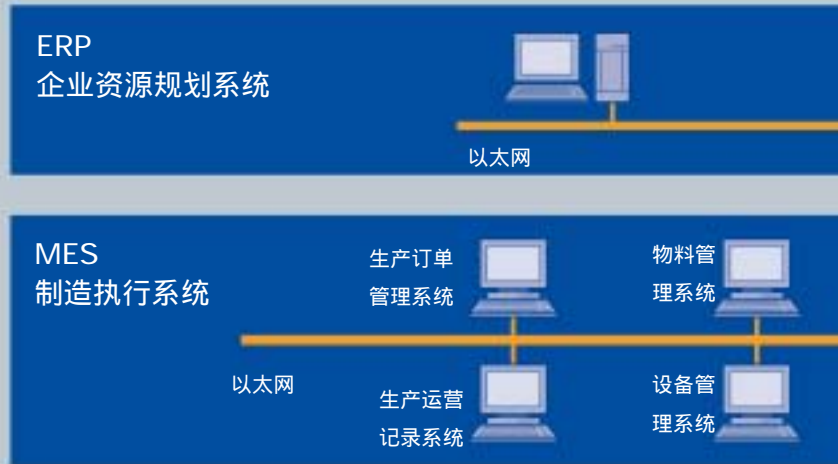 ERP
企业资源规划系统
以太网
MES
制造执行系统
生产订单
管理系统
物料管
理系统
以太网
生产运营
记录系统
设备管
理系统